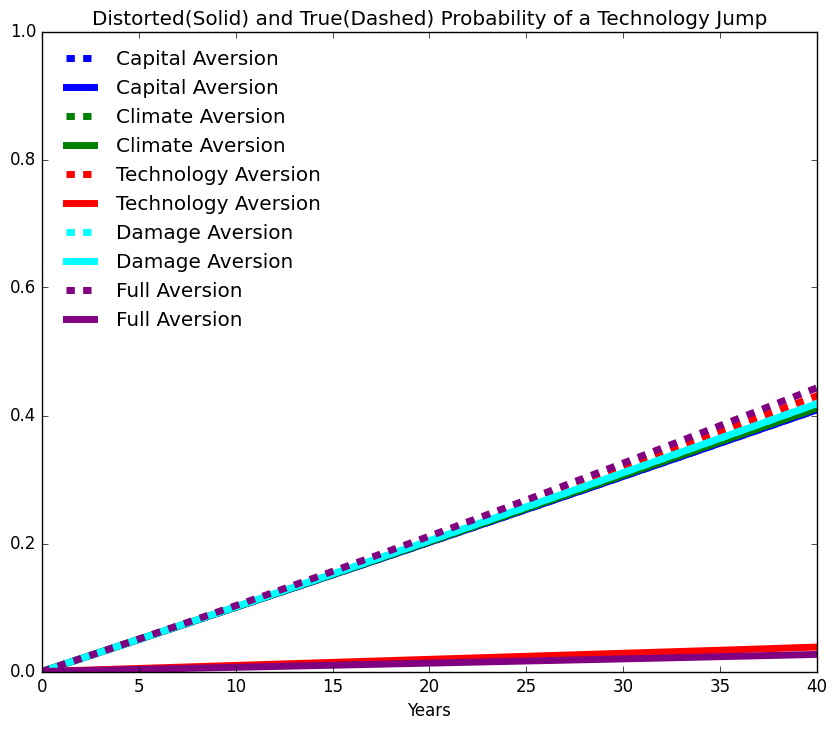 Distorted(Solid) and True(Dashed) Probability of a Technology Jump
1.0
Capital Aversion
Capital Aversion
Climate Aversion
Climate Aversion
0.8
Technology Aversion
Technology Aversion
Damage Aversion
Damage Aversion
0.6
Full Aversion
Full Aversion
0.4
0.2
0.0
0 5 10 15 20 25 30 35 40
Years